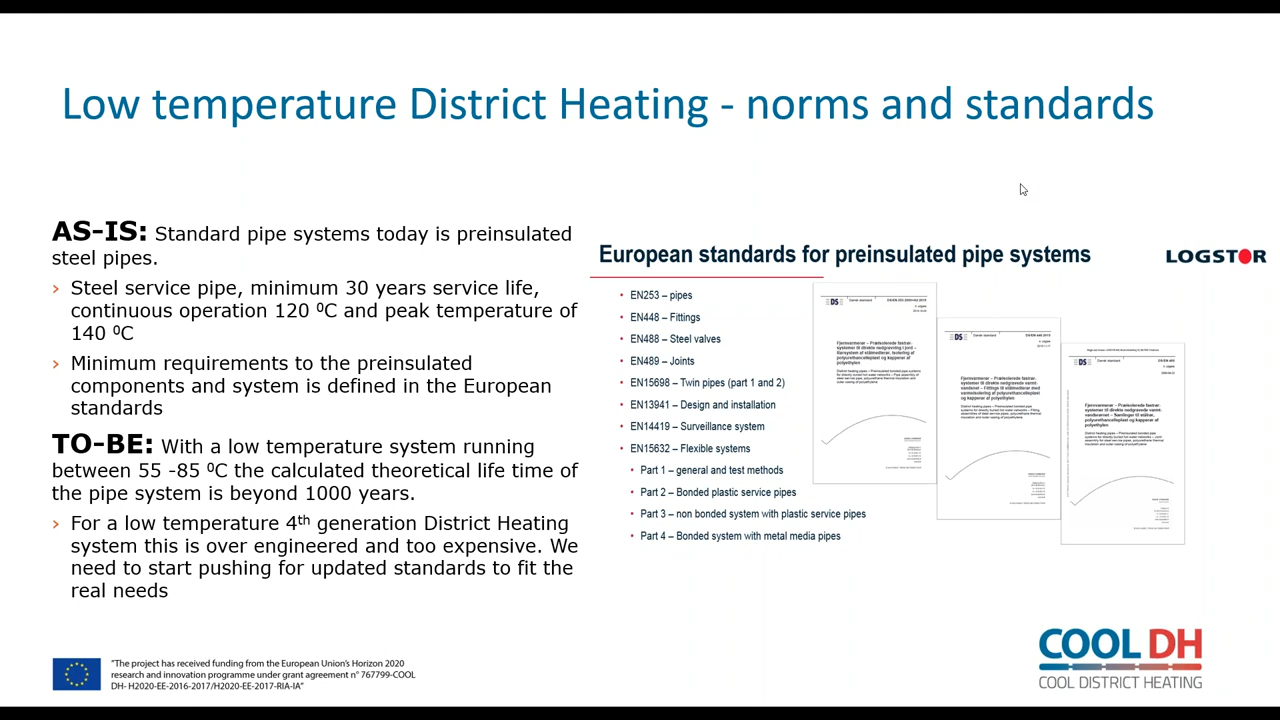 Low temperature District Heating - norms and standards
AS-IS: Standard pipe systems today is preinsulated
steel pipes.
› Steel service pipe, minimum 30 years service life,
continuous operation 120 ⁰C and peak temperature of
140 ⁰C
› Minimum requirements to the preinsulated
components and system is defined in the European
standards
TO-BE: With a low temperature system running
between 55 -85 ⁰C the calculated theoretical life time of
the pipe system is beyond 1000 years.
› For a low temperature 4th generation District Heating
system this is over engineered and too expensive. We
need to start pushing for updated standards to fit the
real needs
European standards for preinsulated pipe systems
LOGSTOR
• EN253 – pipes
• EN448 – Fittings
• EN488 – Steel valves
• EN489 – Joints
• EN15698 – Twin pipes (part 1 and 2)
• EN13941 – Design and installation
• EN14419 – Surveillance system
• EN15632 – Flexible systems
• Part 1 – general and test methods
• Part 2 – Bonded plastic service pipes
• Part 3 – non bonded system with plastic service pipes
• Part 4 – Bonded system with metal media pipes
DS
Dansk standard
DS
Dansk standard
DS
Dansk standard
"The project has received funding from the European Union's Horizon 2020
research and innovation programme under grant agreement n° 767799-COOL
DH- H2020-EE-2016-2017/H2020-EE-2017-RIA-IA"
COOL DH
COOL DISTRICT HEATING